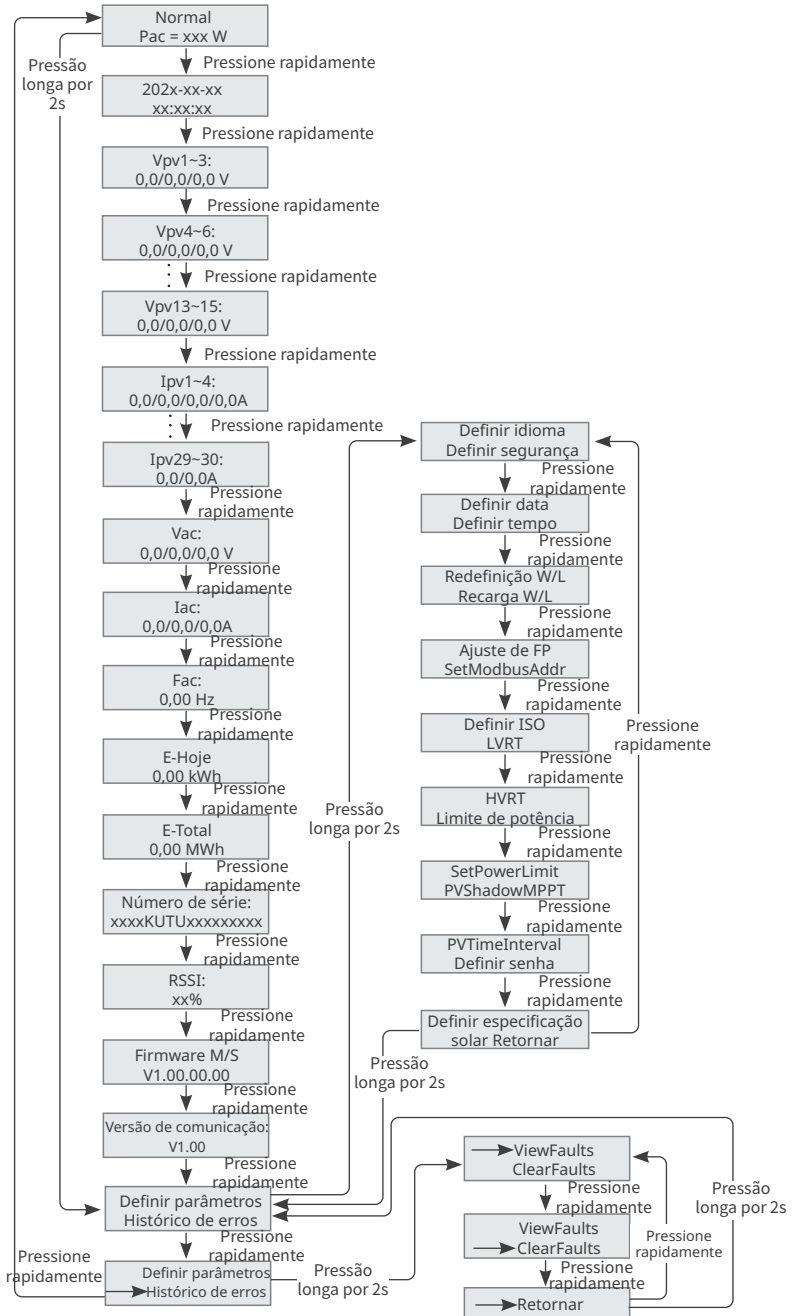 Normal
Pac = xxx W
Pressão
longa por
2s
Pressione rapidamente
202x-xx-xx
xx:xx:xx
Pressione rapidamente
Vpv1~3:
0,0/0,0/0,0 V
Pressione rapidamente
Vpv4~6:
0,0/0,0/0,0 V
Pressione rapidamente
Vpv13~15:
0,0/0,0/0,0 V
Pressione rapidamente
Ipv1~4:
0,0/0,0/0,0/0,0A
Pressione rapidamente
Ipv29~30:
0,0/0,0A
Pressione
rapidamente
Vac:
0,0/0,0/0,0 V
Pressione
rapidamente
Iac:
0,0/0,0/0,0A
Pressione
rapidamente
Fac:
0,00 Hz
Pressione
rapidamente
E-Hoje
0,00 kWh
Pressione
rapidamente
E-Total
0,00 MWh
Pressione
rapidamente
Número de série:
xxxxKUTUxxxxxxxxx
Pressione
rapidamente
RSSI:
xx%
Pressione
rapidamente
Firmware M/S
V1.00.00.00
Pressione
rapidamente
Versão de comunicação:
V1.00
Pressione
rapidamente
Definir parâmetros
Histórico de erros
Pressione
rapidamente
Pressione
rapidamente
Definir parâmetros
Histórico de erros
Pressão
longa por 2s
Pressão
longa por 2s
Definir idioma
Definir segurança
Pressione
rapidamente
Definir data
Definir tempo
Pressione
rapidamente
Redefinição W/L
Recarga W/L
Pressione
rapidamente
Ajuste de FP
SetModbusAddr
Pressione
rapidamente
Definir ISO
LVRT
Pressione
rapidamente
HVRT
Limite de potência
Pressione
rapidamente
SetPowerLimit
PVShadowMPPT
Pressione
rapidamente
PVTimeInterval
Definir senha
Pressione
rapidamente
Definir especificação
solar Retornar
Pressione
rapidamente
Pressão
longa por 2s
ViewFaults
ClearFaults
Pressione
rapidamente
ViewFaults
ClearFaults
Pressione
rapidamente
Retornar
Pressione
rapidamente
Pressão
longa por 2s